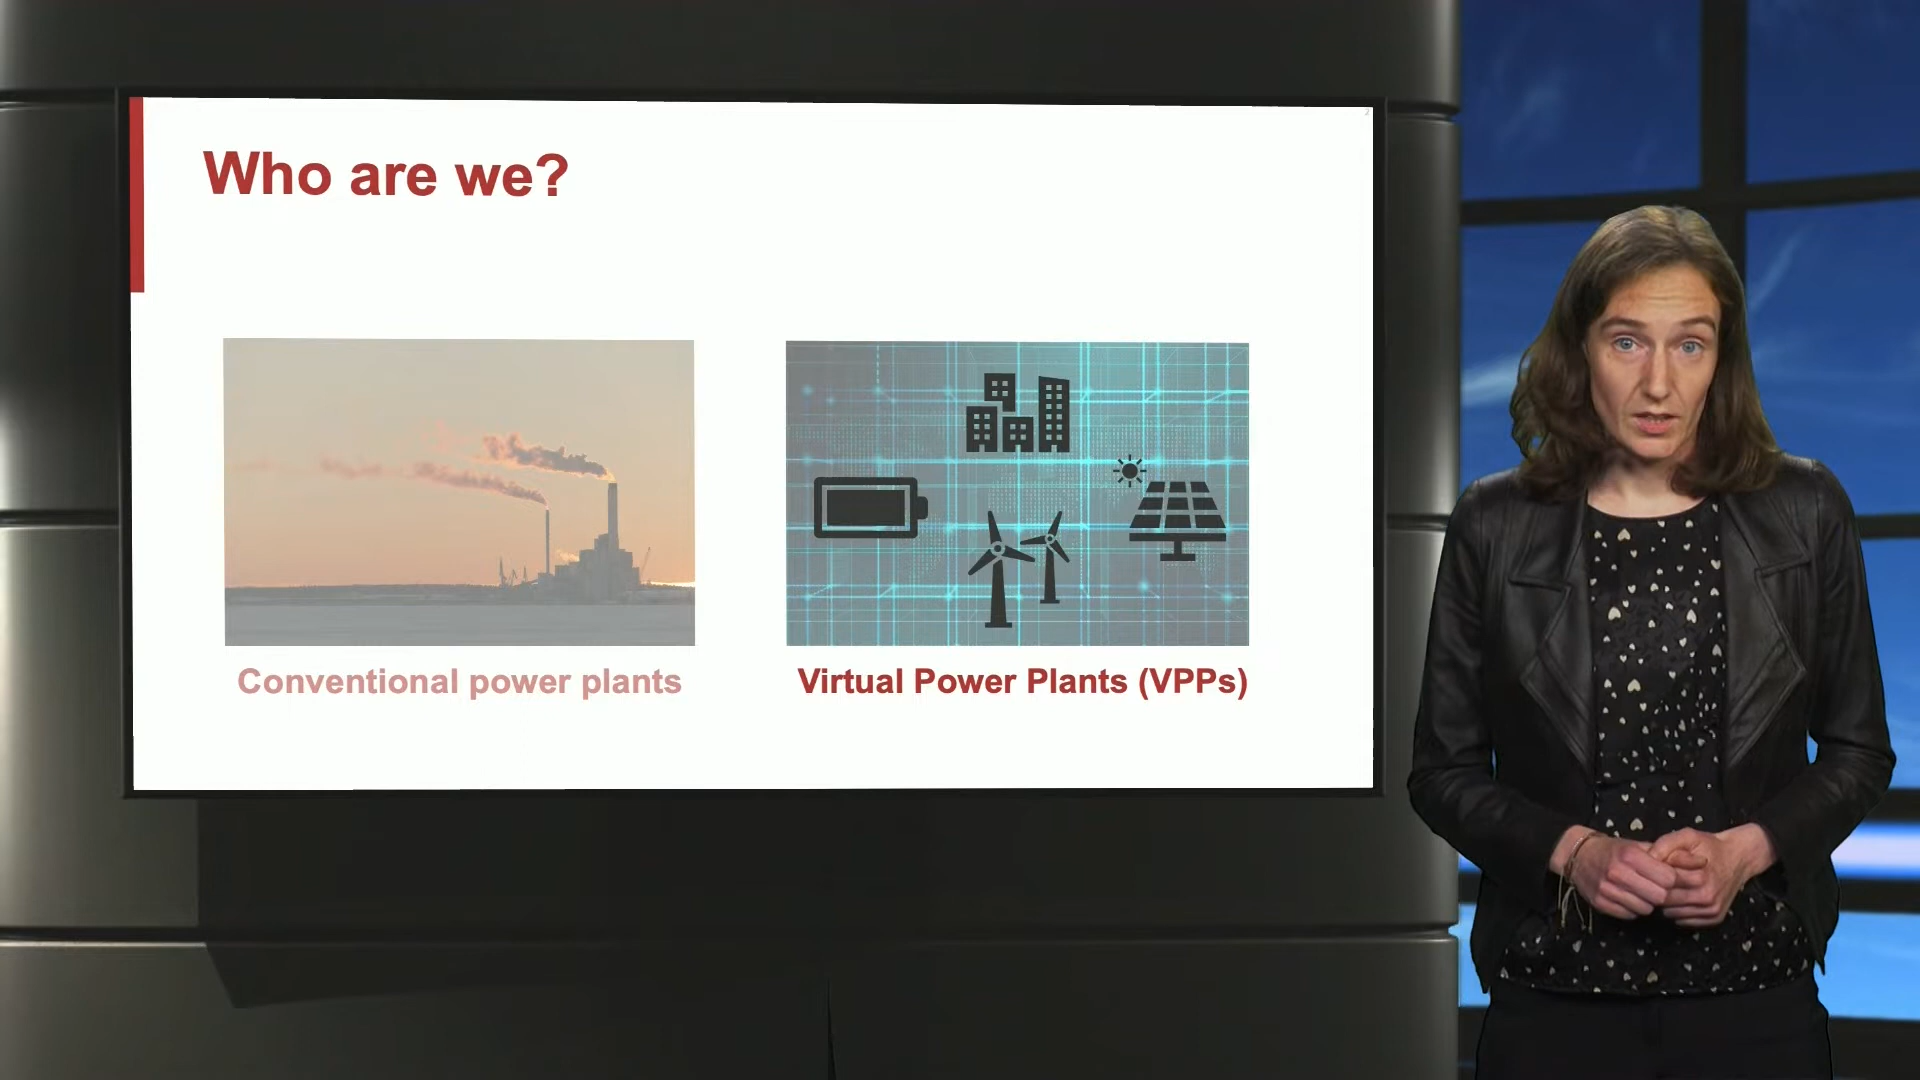 Who are we?
Conventional power plants
Virtual Power Plants (VPPs)